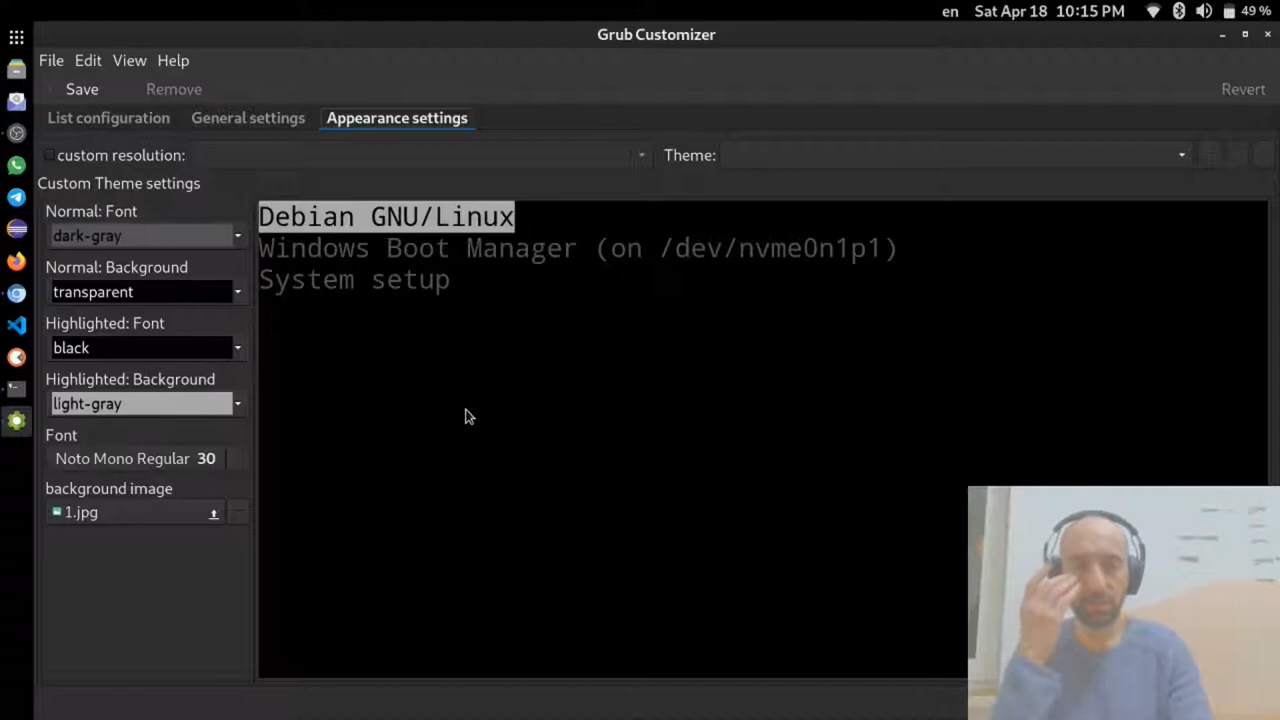 en Sat Apr 18 10:15 PM 49 %
Grub Customizer
File Edit View Help
Save Remove Revert
List configuration General settings Appearance settings
custom resolution: Theme:
Custom Theme settings
Normal: Font
dark-gray
Normal: Background
transparent
Highlighted: Font
black
Highlighted: Background
light-gray
Font
Noto Mono Regular 30
background image
1.jpg
Debian GNU/Linux
Windows Boot Manager (on /dev/nvme0n1p1)
System setup